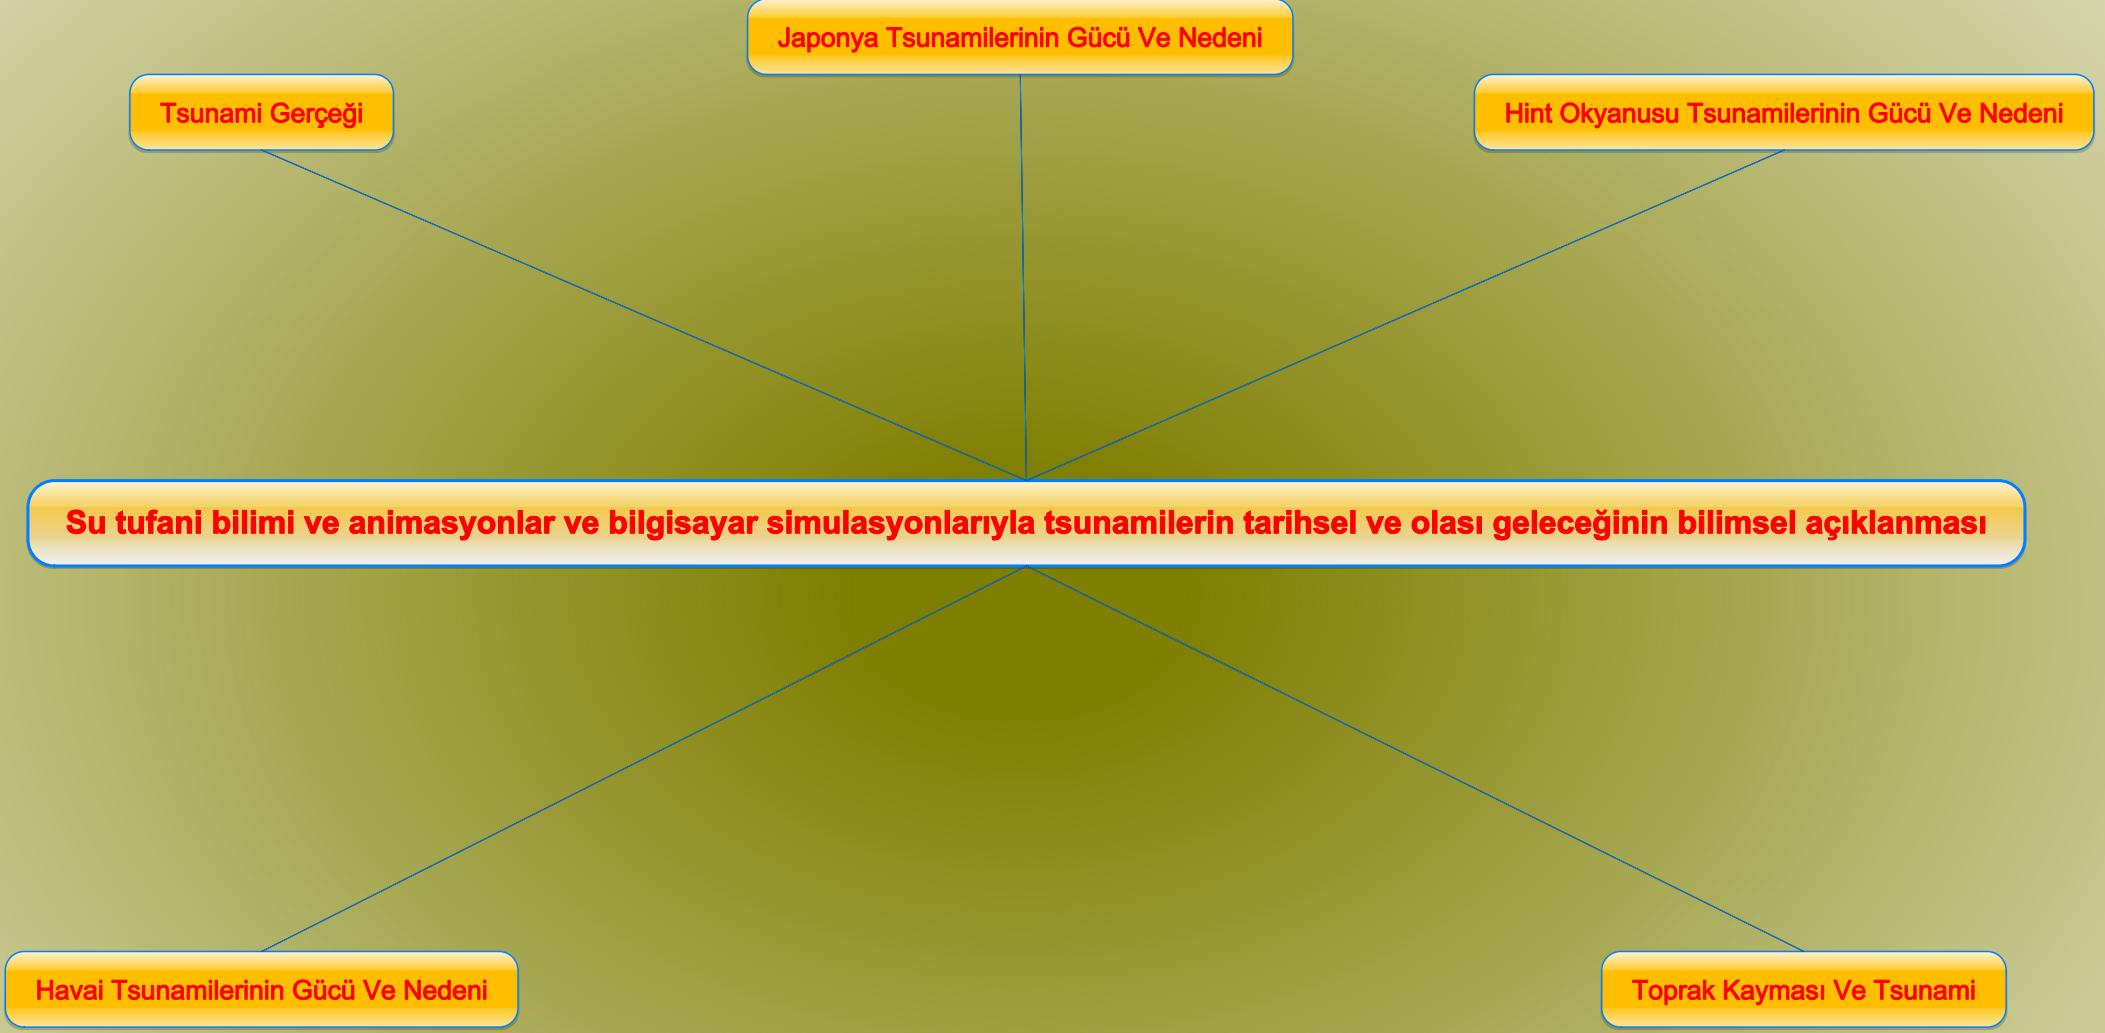 Japonya Tsunamilerinin Gücü Ve Nedeni
Tsunami Gerçeği
Hint Okyanusu Tsunamilerinin Gücü Ve Nedeni
Su tufani bilimi ve animasyonlar ve bilgisayar simulasyonlarıyla tsunamilerin tarihsel ve olası geleceğinin bilimsel açıklanması
Havai Tsunamilerinin Gücü Ve Nedeni
Toprak Kayması Ve Tsunami